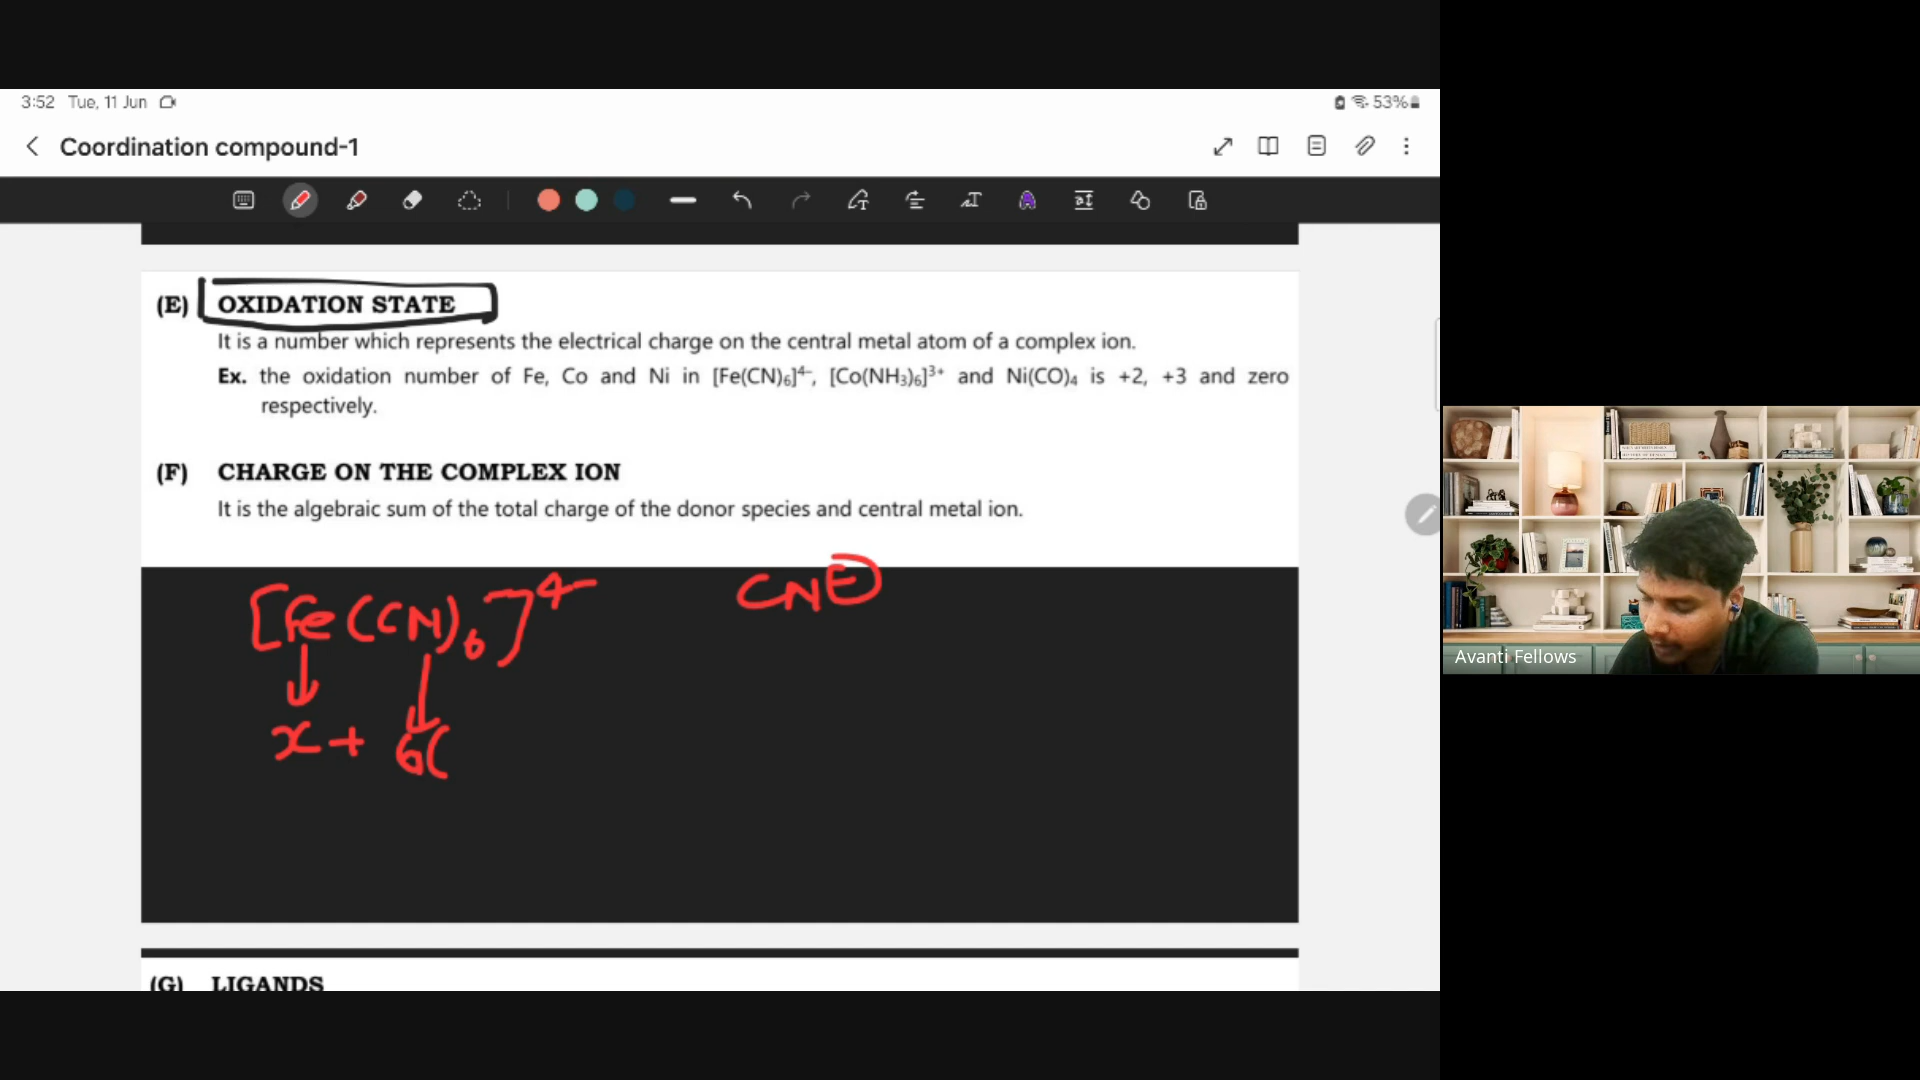 3:52 Tue, 11 Jun
53%
Coordination compound-1
(E) OXIDATION STATE
It is a number which represents the electrical charge on the central metal atom of a complex ion.
Ex. the oxidation number of Fe, Co and Ni in [Fe(CN)₆]⁴⁻, [Co(NH₃)₆]³⁺ and Ni(CO)₄ is +2, +3 and zero
respectively.
(F) CHARGE ON THE COMPLEX ION
It is the algebraic sum of the total charge of the donor species and central metal ion.
[Fe(CN)₆]⁴⁻ CN⊖
x + 6(
(G) LIGANDS
Avanti Fellows